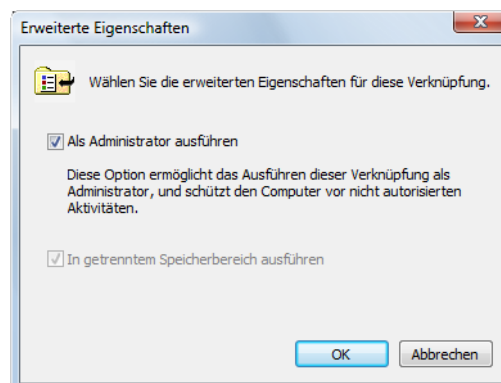 Erweiterte Eigenschaften
Wählen Sie die erweiterten Eigenschaften für diese Verknüpfung.
Als Administrator ausführen
Diese Option ermöglicht das Ausführen dieser Verknüpfung als
Administrator, und schützt den Computer vor nicht autorisierten
Aktivitäten.
In getrenntem Speicherbereich ausführen
OK
Abbrechen